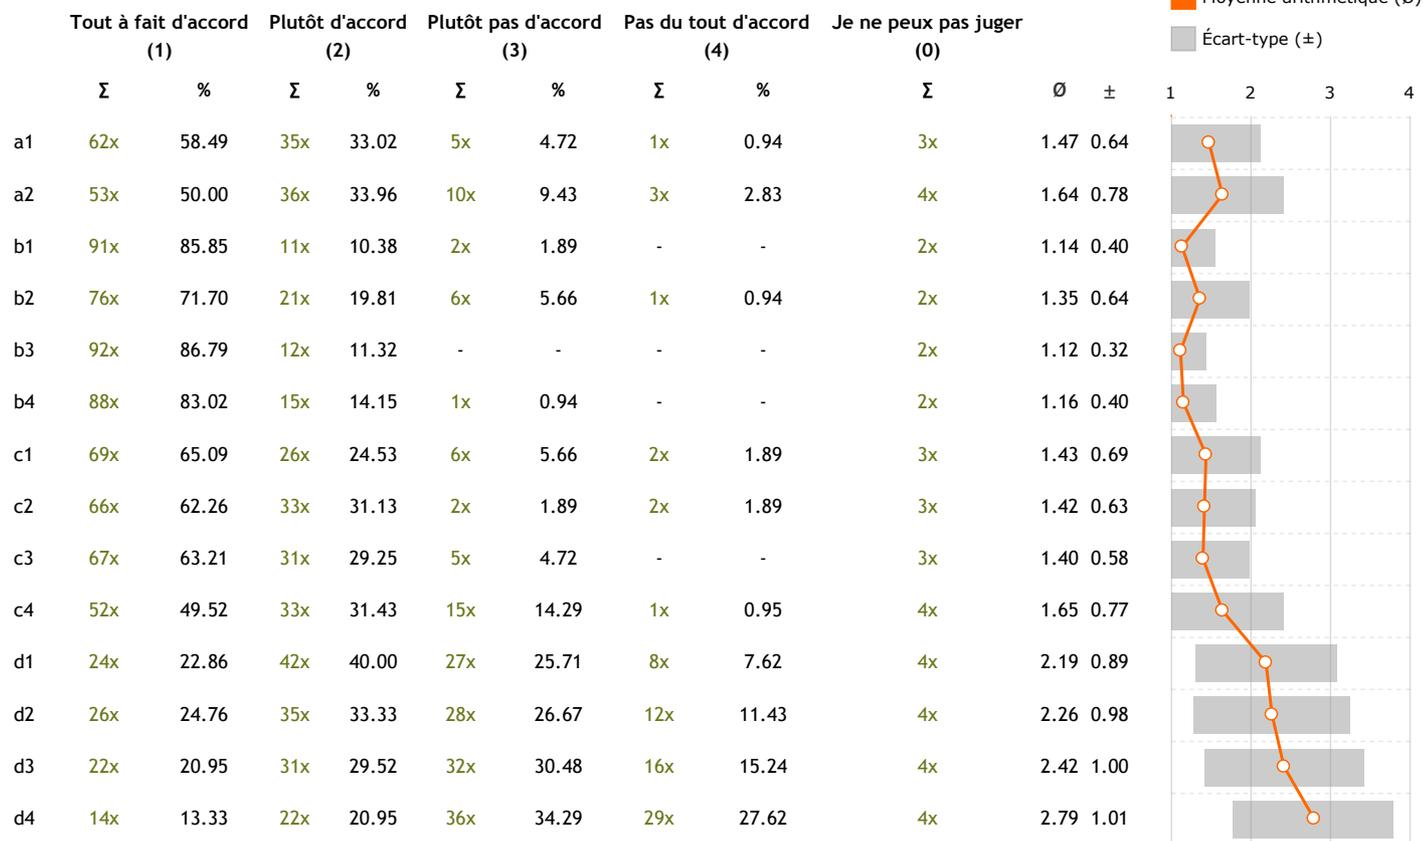 Moyenne arithmétique (Ø)
Écart-type (±)
Tout à fait d'accord Plutôt d'accord Plutôt pas d'accord Pas du tout d'accord Je ne peux pas juger
(1) (2) (3) (4) (0)
Σ % Σ % Σ % Σ % Σ Ø ± 1 2 3 4
a1 62x 58.49 35x 33.02 5x 4.72 1x 0.94 3x 1.47 0.64
a2 53x 50.00 36x 33.96 10x 9.43 3x 2.83 4x 1.64 0.78
b1 91x 85.85 11x 10.38 2x 1.89 - - 2x 1.14 0.40
b2 76x 71.70 21x 19.81 6x 5.66 1x 0.94 2x 1.35 0.64
b3 92x 86.79 12x 11.32 - - - - 2x 1.12 0.32
b4 88x 83.02 15x 14.15 1x 0.94 - - 2x 1.16 0.40
c1 69x 65.09 26x 24.53 6x 5.66 2x 1.89 3x 1.43 0.69
c2 66x 62.26 33x 31.13 2x 1.89 2x 1.89 3x 1.42 0.63
c3 67x 63.21 31x 29.25 5x 4.72 - - 3x 1.40 0.58
c4 52x 49.52 33x 31.43 15x 14.29 1x 0.95 4x 1.65 0.77
d1 24x 22.86 42x 40.00 27x 25.71 8x 7.62 4x 2.19 0.89
d2 26x 24.76 35x 33.33 28x 26.67 12x 11.43 4x 2.26 0.98
d3 22x 20.95 31x 29.52 32x 30.48 16x 15.24 4x 2.42 1.00
d4 14x 13.33 22x 20.95 36x 34.29 29x 27.62 4x 2.79 1.01